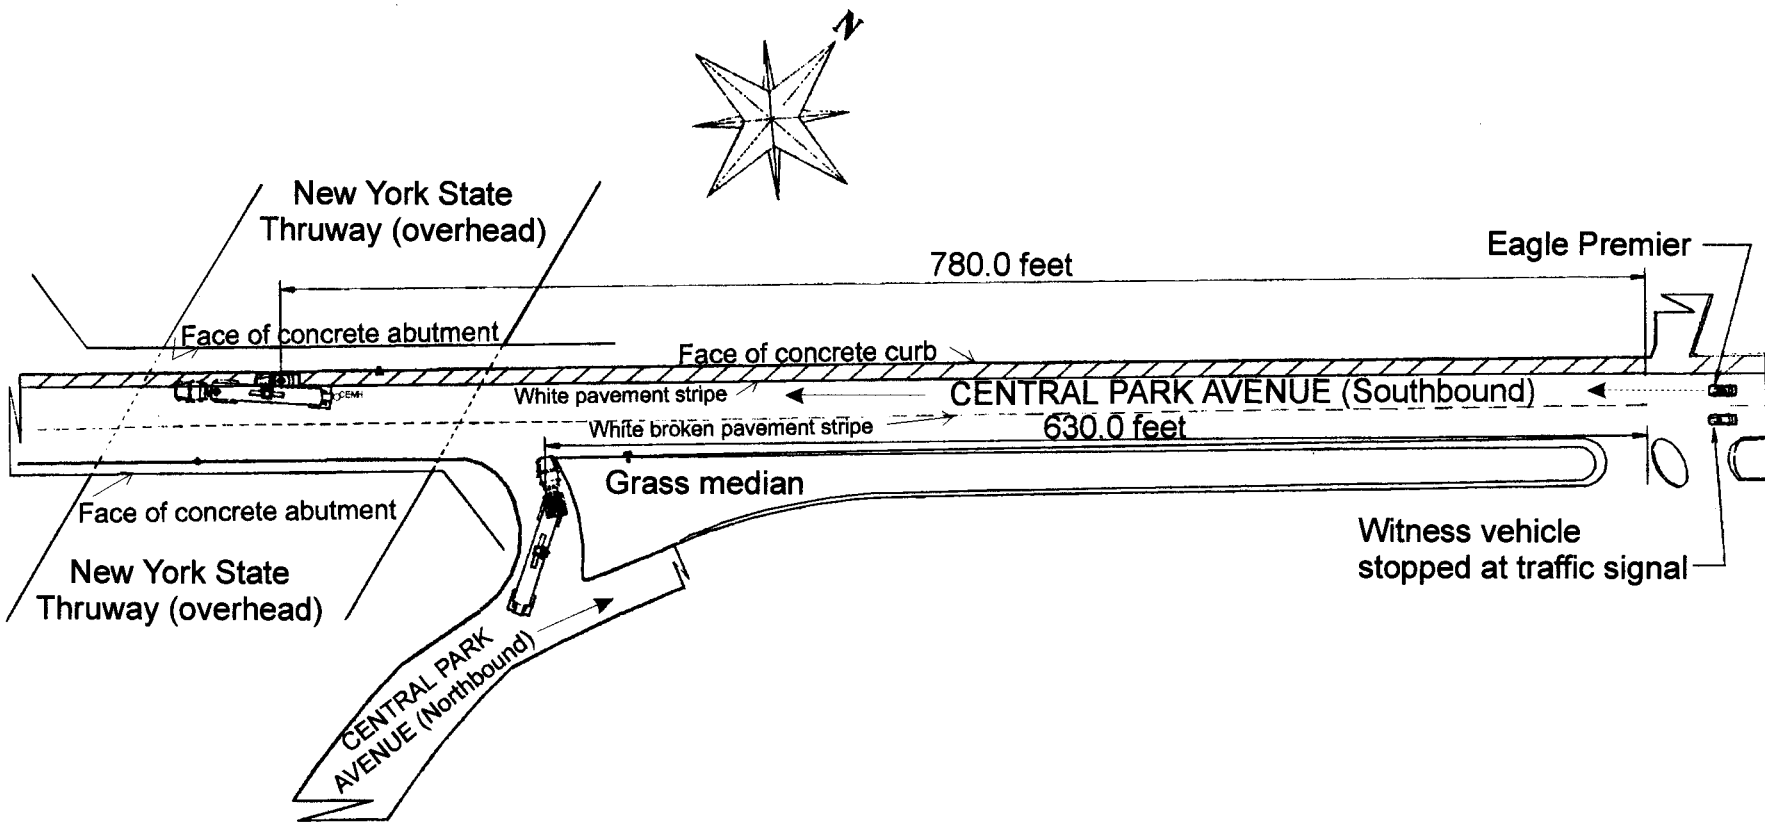 N
New York State
Thruway (overhead)
Eagle Premier
780.0 feet
Face of concrete abutment
Face of concrete curb
White pavement stripe
CENTRAL PARK AVENUE (Southbound)
CEMH
White broken pavement stripe
630.0 feet
Grass median
Face of concrete abutment
Witness vehicle
stopped at traffic signal
New York State
Thruway (overhead)
CENTRAL PARK
AVENUE (Northbound)